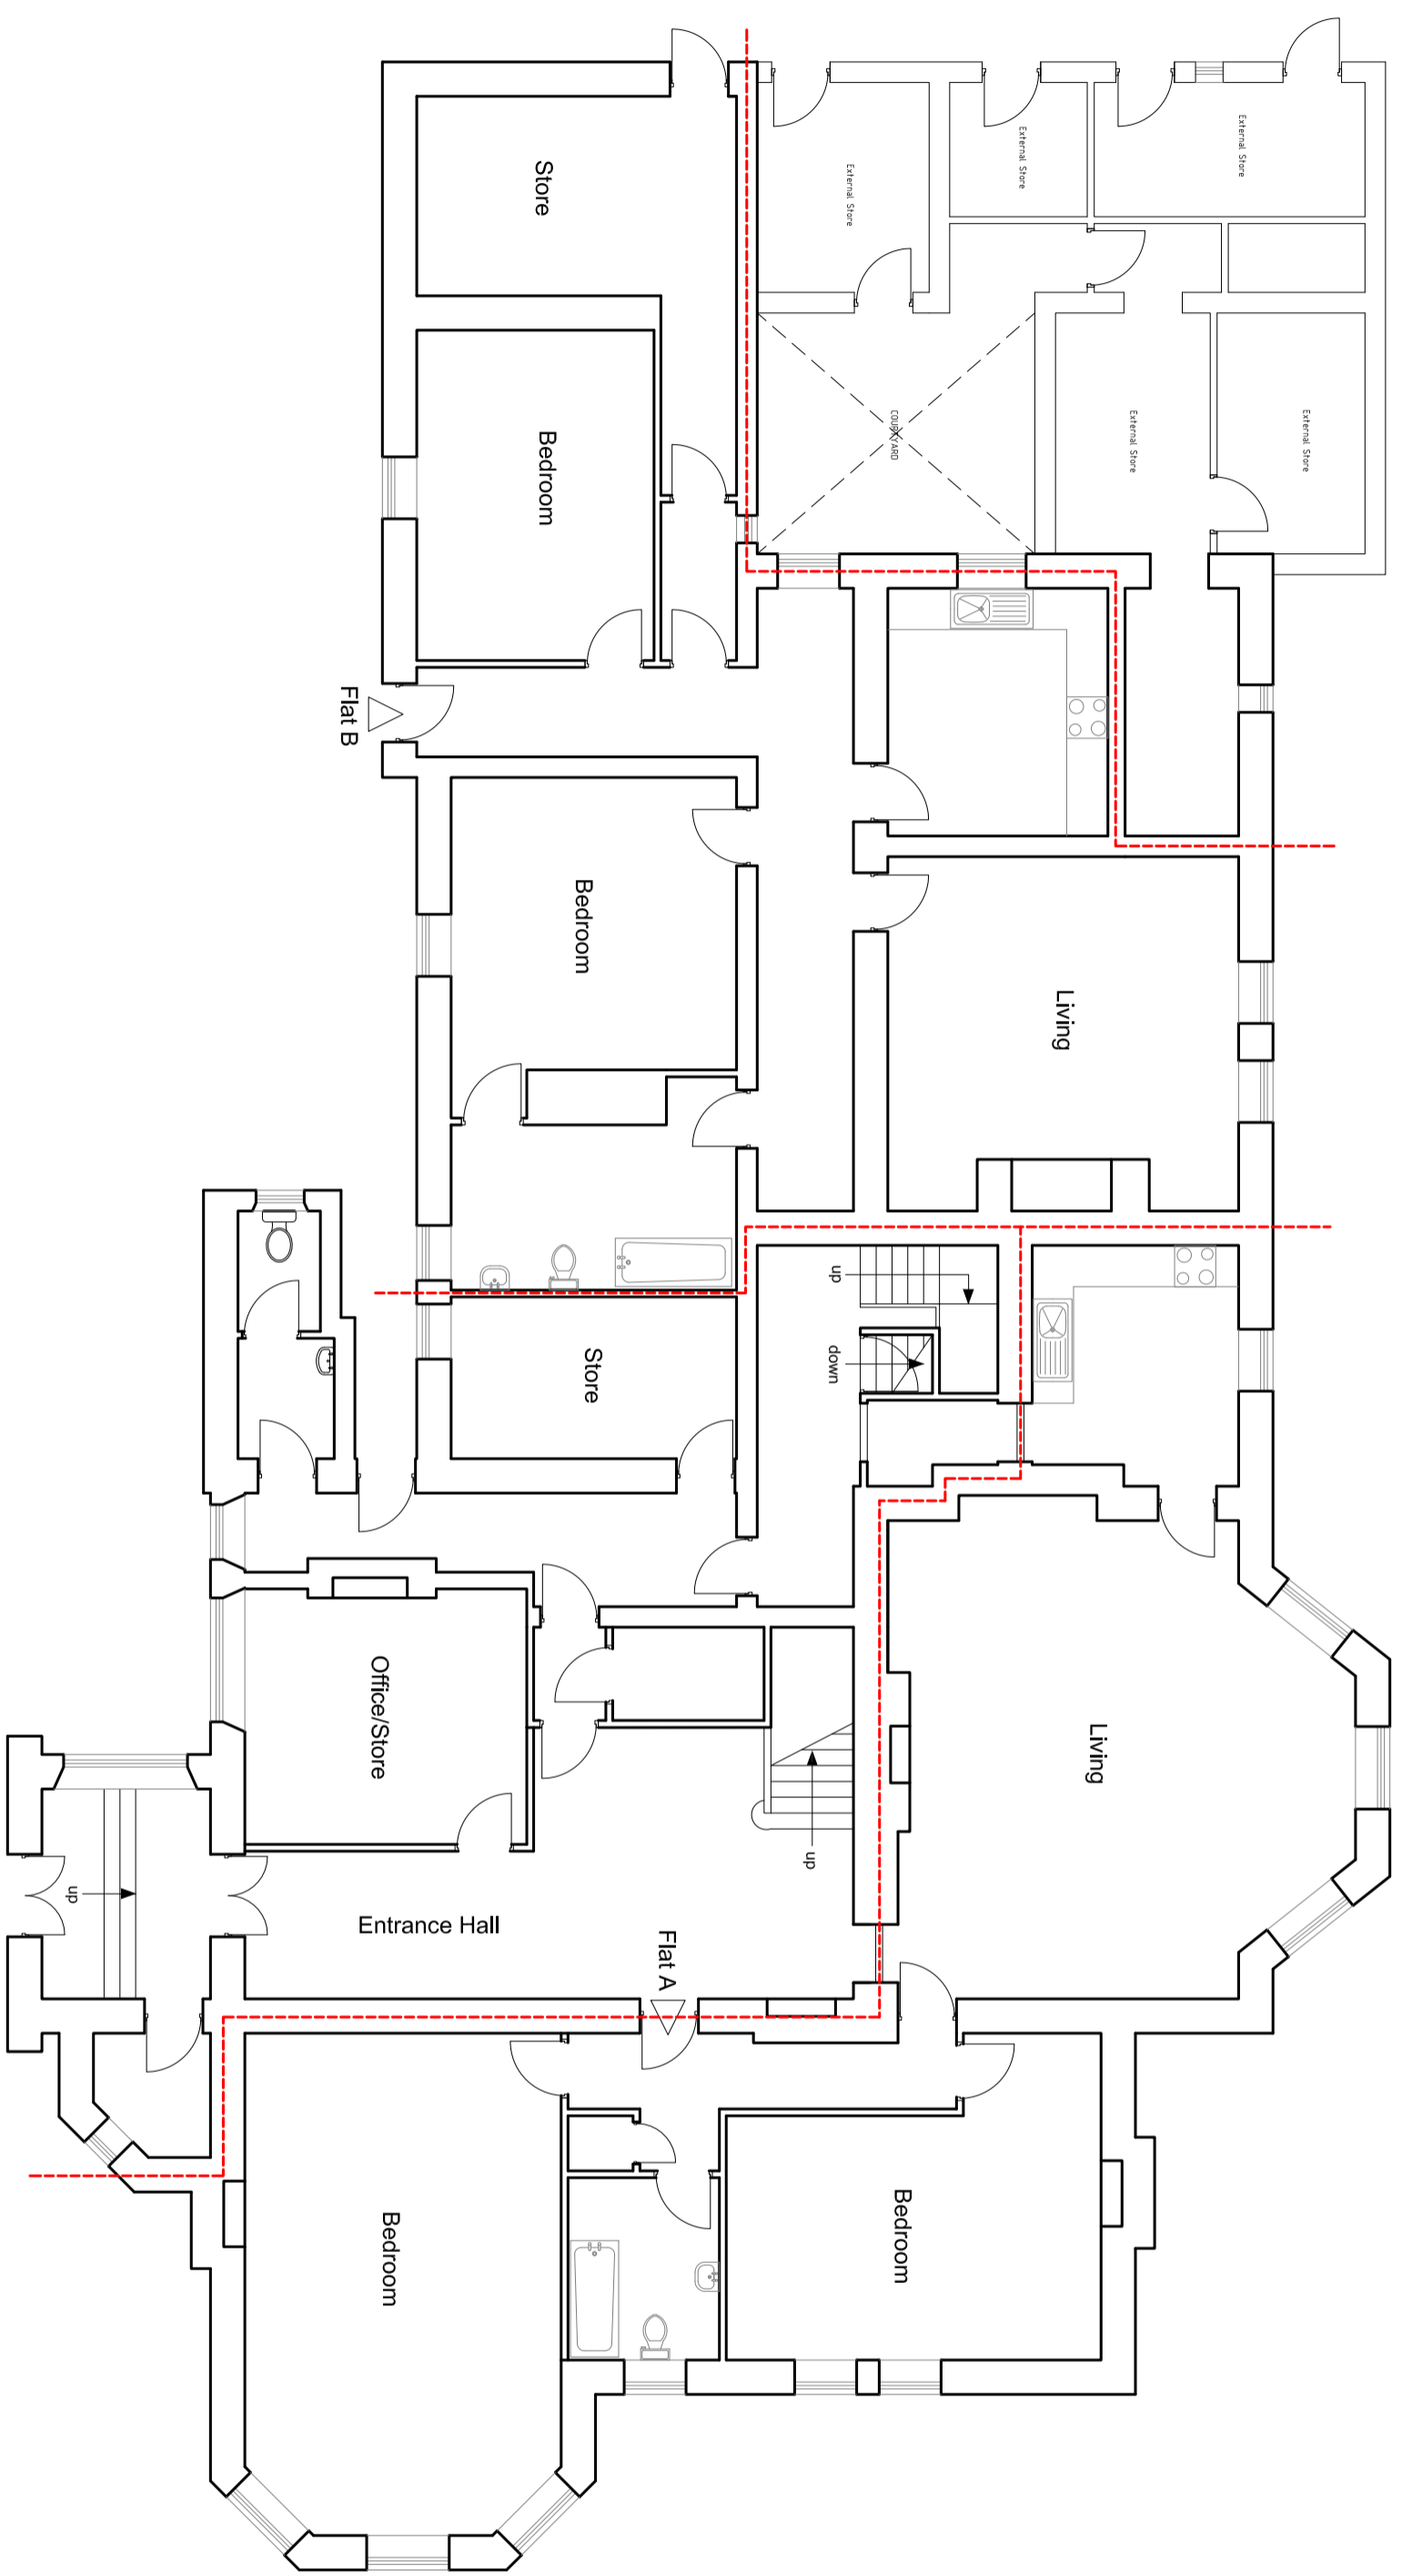 External Store
External Store
External Store
Store
COURTYARD
External Store
External Store
Bedroom
Flat B
Bedroom
Living
up
down
Store
Office/Store
Living
up
up
Entrance Hall
Flat A
Bedroom
Bedroom